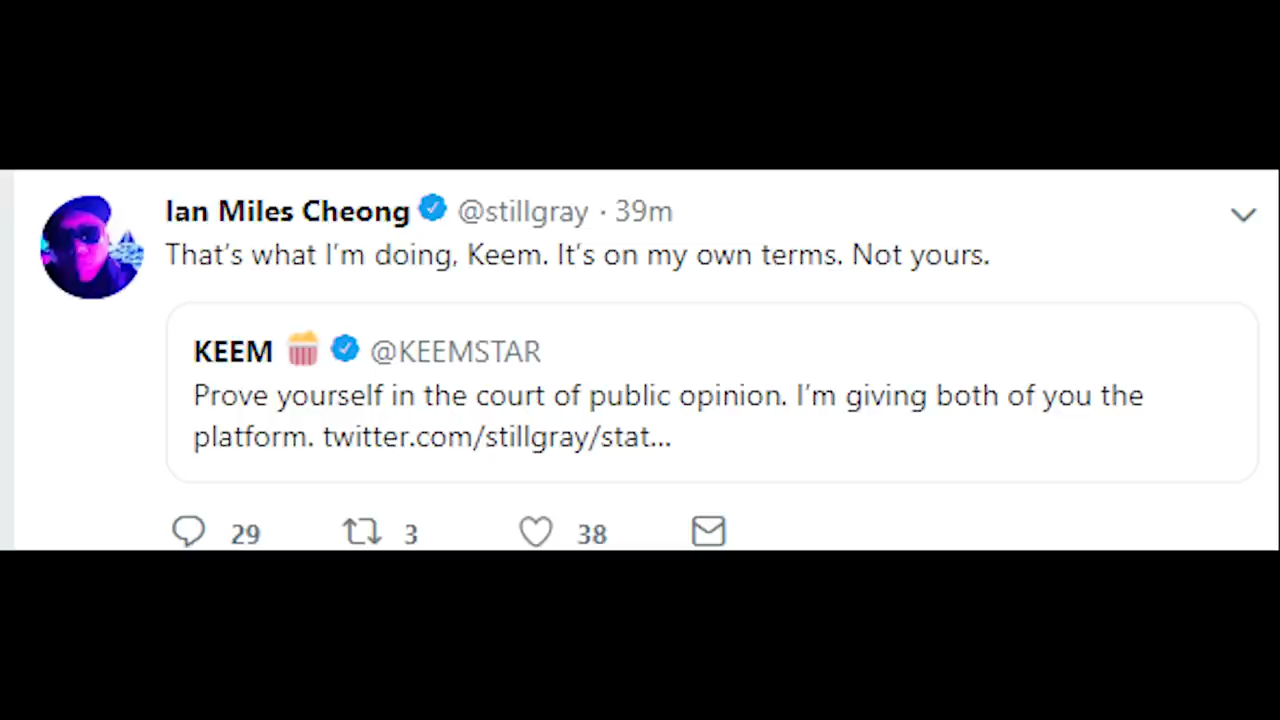 Ian Miles Cheong @stillgray · 39m
That's what I'm doing, Keem. It's on my own terms. Not yours.
KEEM 🍿 @KEEMSTAR
Prove yourself in the court of public opinion. I'm giving both of you the
platform. twitter.com/stillgray/stat...
29 3 38